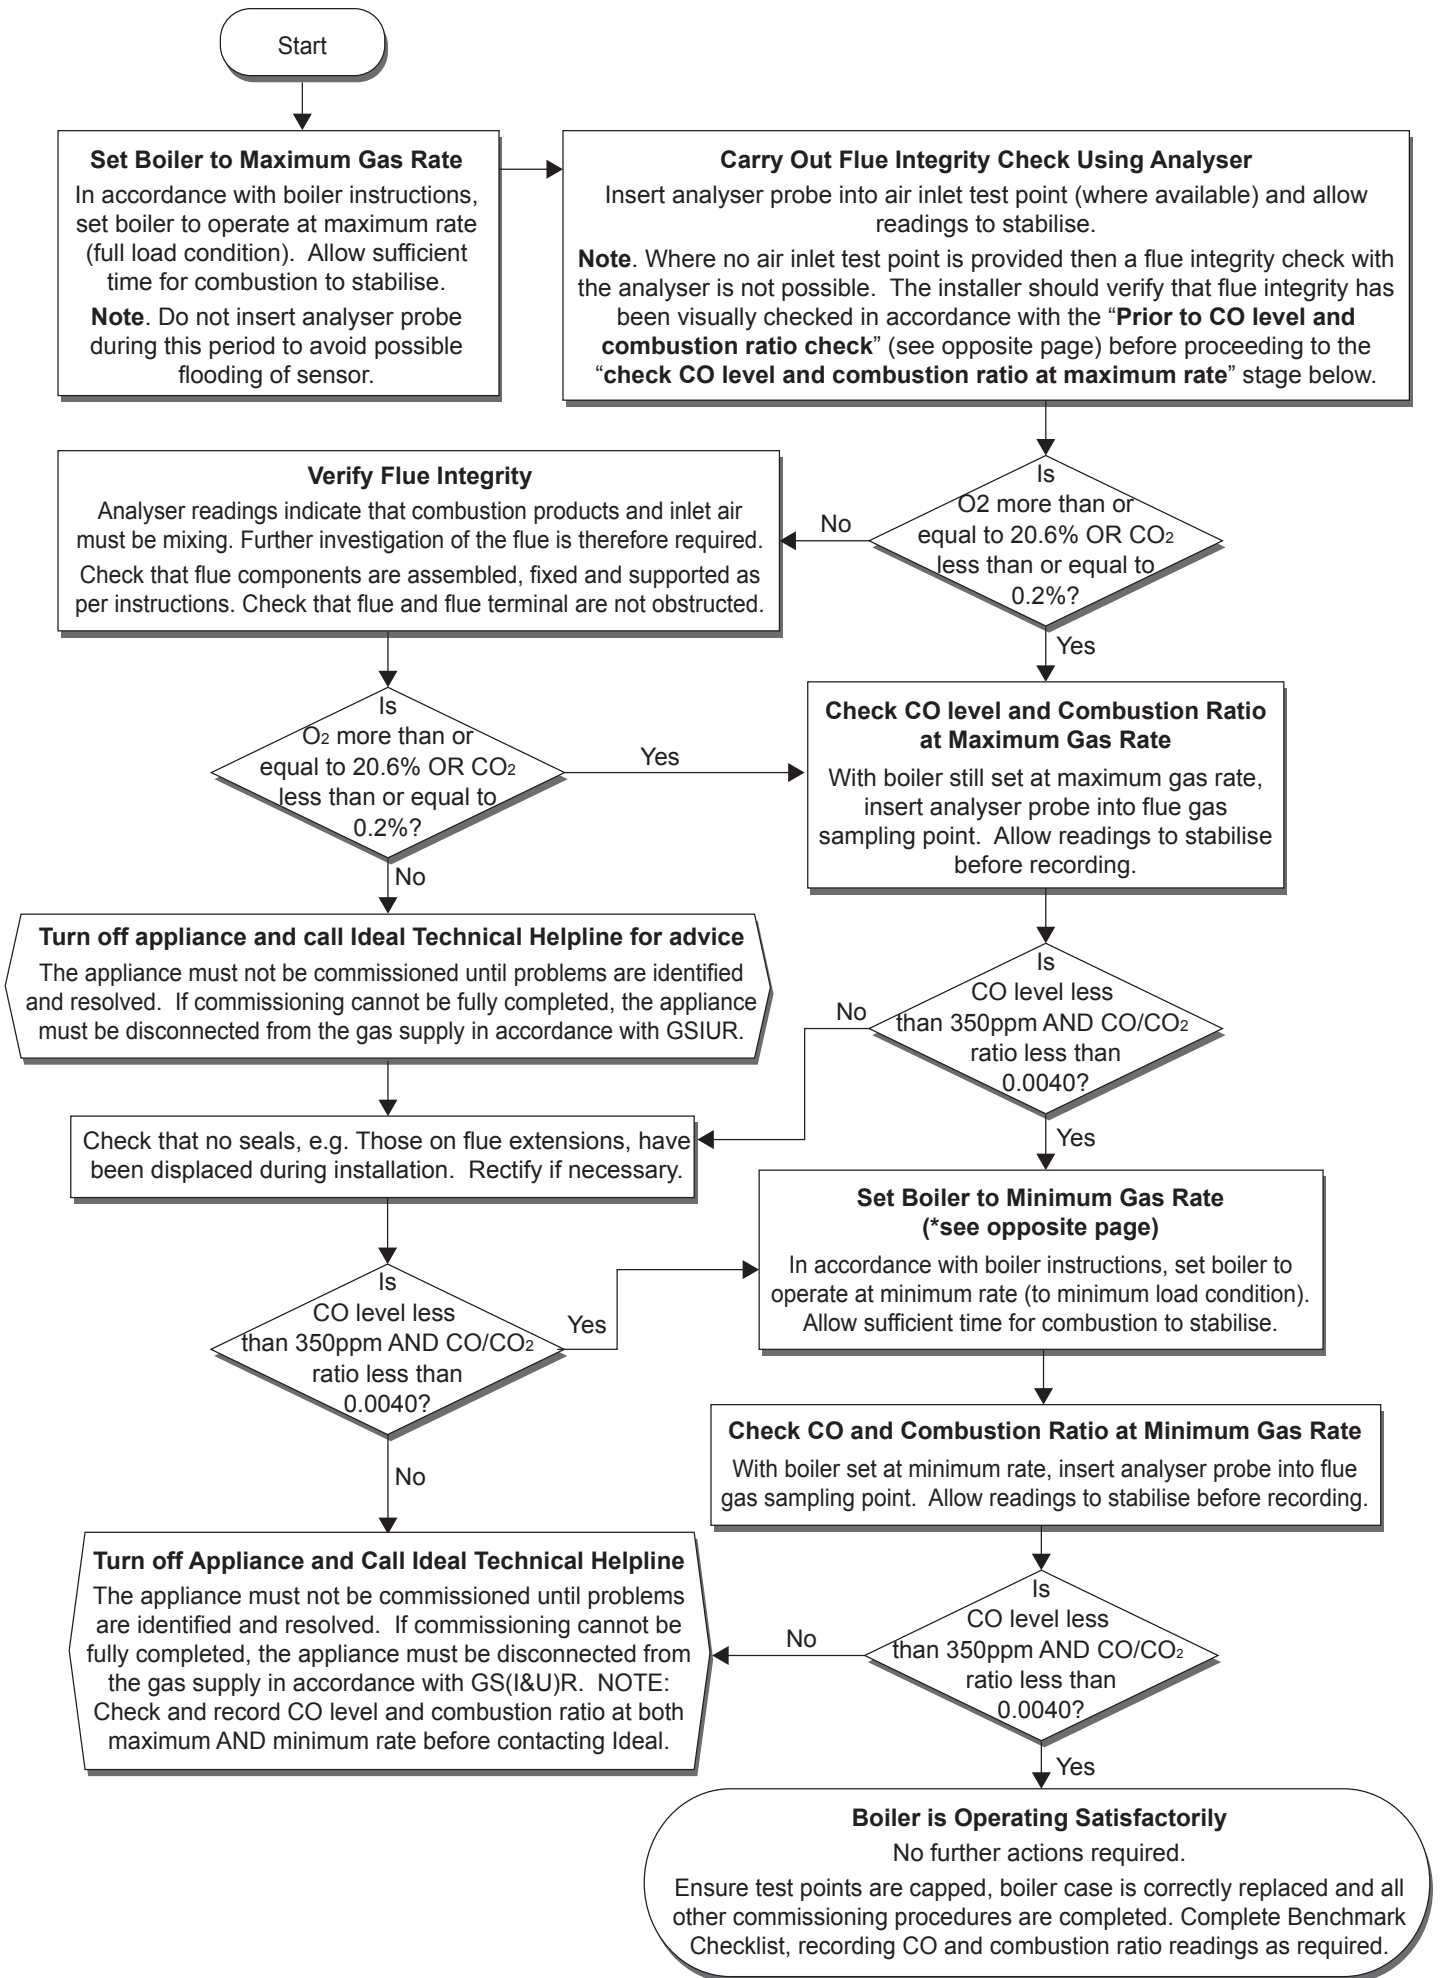 Start
Set Boiler to Maximum Gas Rate
In accordance with boiler instructions,
set boiler to operate at maximum rate
(full load condition).  Allow sufficient
time for combustion to stabilise.
Note. Do not insert analyser probe
during this period to avoid possible
flooding of sensor.
Carry Out Flue Integrity Check Using Analyser
Insert analyser probe into air inlet test point (where available) and allow
readings to stabilise.
Note. Where no air inlet test point is provided then a flue integrity check with
the analyser is not possible.  The installer should verify that flue integrity has
been visually checked in accordance with the “Prior to CO level and
combustion ratio check” (see opposite page) before proceeding to the
“check CO level and combustion ratio at maximum rate” stage below.
Is
O2 more than or
equal to 20.6% OR CO2
less than or equal to
0.2%?
No
Yes
Verify Flue Integrity
Analyser readings indicate that combustion products and inlet air
must be mixing. Further investigation of the flue is therefore required.
Check that flue components are assembled, fixed and supported as
per instructions. Check that flue and flue terminal are not obstructed.
Is
O2 more than or
equal to 20.6% OR CO2
less than or equal to
0.2%?
Yes
No
Check CO level and Combustion Ratio
at Maximum Gas Rate
With boiler still set at maximum gas rate,
insert analyser probe into flue gas
sampling point.  Allow readings to stabilise
before recording.
Turn off appliance and call Ideal Technical Helpline for advice
The appliance must not be commissioned until problems are identified
and resolved.  If commissioning cannot be fully completed, the appliance
must be disconnected from the gas supply in accordance with GSIUR.
Is
CO level less
than 350ppm AND CO/CO2
ratio less than
0.0040?
No
Yes
Check that no seals, e.g. Those on flue extensions, have
been displaced during installation.  Rectify if necessary.
Set Boiler to Minimum Gas Rate
(*see opposite page)
In accordance with boiler instructions, set boiler to
operate at minimum rate (to minimum load condition).
Allow sufficient time for combustion to stabilise.
Is
CO level less
than 350ppm AND CO/CO2
ratio less than
0.0040?
Yes
No
Check CO and Combustion Ratio at Minimum Gas Rate
With boiler set at minimum rate, insert analyser probe into flue
gas sampling point.  Allow readings to stabilise before recording.
Turn off Appliance and Call Ideal Technical Helpline
The appliance must not be commissioned until problems
are identified and resolved.  If commissioning cannot be
fully completed, the appliance must be disconnected from
the gas supply in accordance with GS(I&U)R.  NOTE:
Check and record CO level and combustion ratio at both
maximum AND minimum rate before contacting Ideal.
Is
CO level less
than 350ppm AND CO/CO2
ratio less than
0.0040?
No
Yes
Boiler is Operating Satisfactorily
No further actions required.
Ensure test points are capped, boiler case is correctly replaced and all
other commissioning procedures are completed. Complete Benchmark
Checklist, recording CO and combustion ratio readings as required.